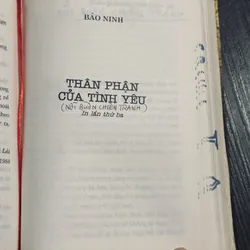 BẢO NINH
THÂN PHẬN
CỦA TÌNH YÊU
(NỖI BUỒN CHIẾN TRANH)
In lần thứ ba